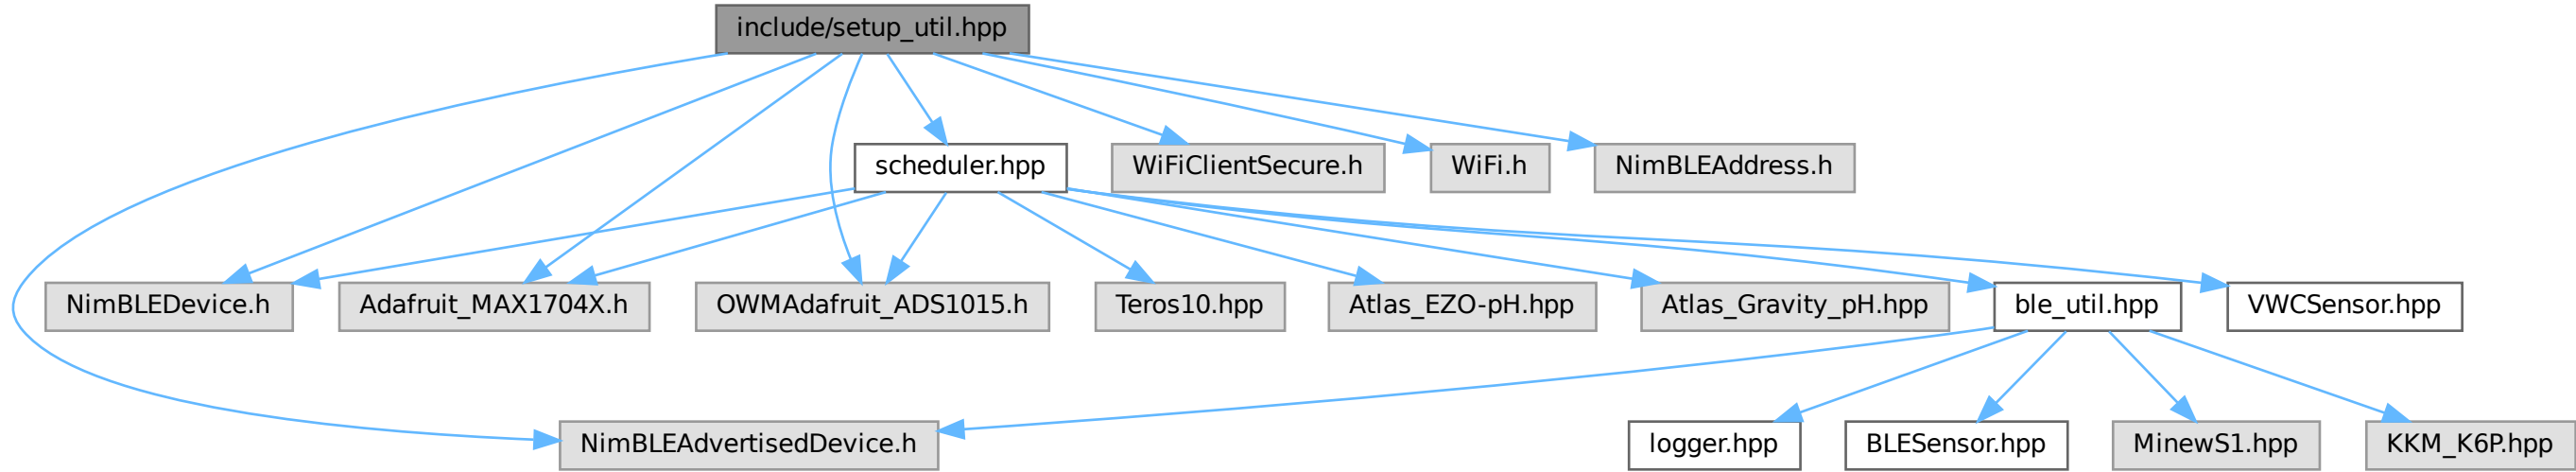 include/setup_util.hpp
scheduler.hpp
WiFiClientSecure.h
WiFi.h
NimBLEAddress.h
NimBLEDevice.h
Adafruit_MAX1704X.h
OWMAdafruit_ADS1015.h
Teros10.hpp
Atlas_EZO-pH.hpp
Atlas_Gravity_pH.hpp
ble_util.hpp
VWCSensor.hpp
NimBLEAdvertisedDevice.h
logger.hpp
BLESensor.hpp
MinewS1.hpp
KKM_K6P.hpp